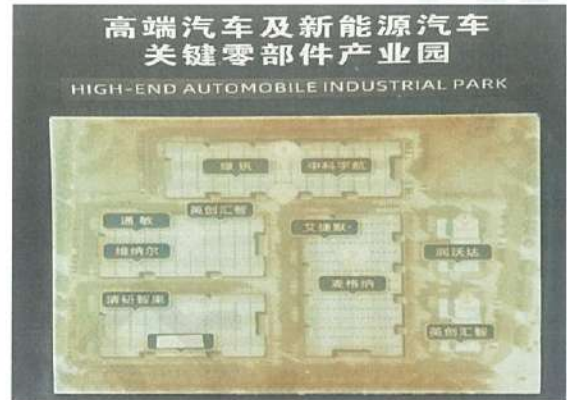 高端汽车及新能源汽车
关键零部件产业园
HIGH-END AUTOMOBILE INDUSTRIAL PARK
中科宇航
英创汇智
通敏
艾捷默
维纳尔
润沃达
麦格纳
清研智束
英创汇智